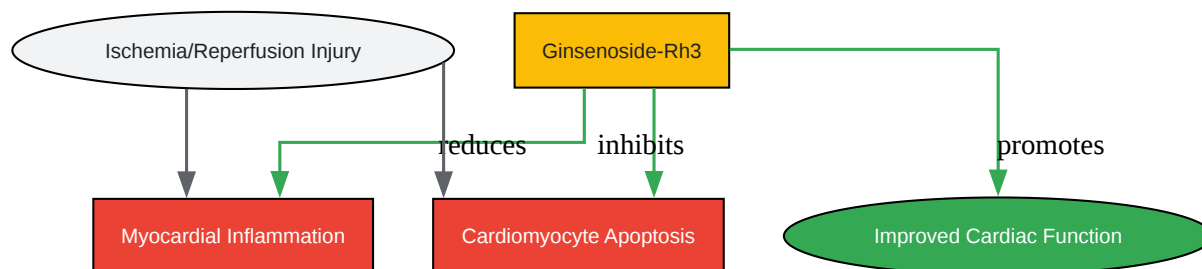 Ischemia/Reperfusion Injury
Ginsenoside-Rh3
reduces
inhibits
promotes
Myocardial Inflammation
Cardiomyocyte Apoptosis
Improved Cardiac Function